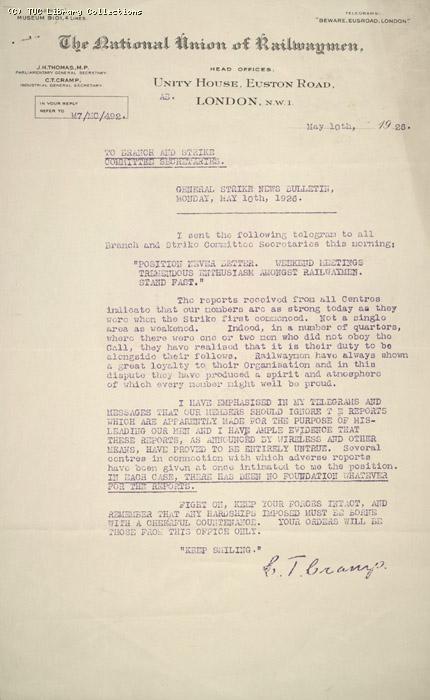 (C) TUC Library Collections
MUSEUM 3101, 4 LINES.
TELEGRAMS:
"BEWARE, EUSROAD, LONDON."
The National Union of Railwaymen.
J.H. THOMAS, M.P.
PARLIAMENTARY GENERAL SECRETARY
C.T. CRAMP.
INDUSTRIAL GENERAL SECRETARY.
HEAD OFFICES,
UNITY HOUSE, EUSTON ROAD,
LONDON, N.W.1.
IN YOUR REPLY
REFER TO M7/MC/492.
AS.
May 10th, 1926.
TO BRANCH AND STRIKE
COMMITTEE SECRETARIES.
GENERAL STRIKE NEWS BULLETIN,
MONDAY, MAY 10th, 1926.
I sent the following telegram to all
Branch and Strike Committee Secretaries this morning:
"POSITION NEVER BETTER. WEEKEND MEETINGS
TREMENDOUS ENTHUSIASM AMONGST RAILWAYMEN.
STAND FAST."
The reports received from all Centres
indicate that our members are as strong today as they
were when the Strike first commenced. Not a single
area as weakened. Indeed, in a number of quarters,
where there were one or two men who did not obey the
Call, they have realised that it is their duty to be
alongside their follows. Railwaymen have always shown
a great loyalty to their Organisation and in this
dispute they have produced a spirit and atmosphere
of which every member might well be proud.
I HAVE EMPHASISED IN MY TELEGRAMS AND
MESSAGES THAT OUR MEMBERS SHOULD IGNORE T E REPORTS
WHICH ARE APPARENTLY MADE FOR THE PURPOSE OF MIS-
LEADING OUR MEN AND I HAVE AMPLE EVIDENCE THAT
THESE REPORTS, AS ANNOUNCED BY WIRELESS AND OTHER
MEANS, HAVE PROVED TO BE ENTIRELY UNTRUE. Several
centres in connection with which adverse reports
have been given at once intimated to me the position.
IN EACH CASE, THERE HAS BEEN NO FOUNDATION WHATEVER
FOR THE REPORTS.
FIGHT ON, KEEP YOUR FORCES INTACT, AND
REMEMBER THAT ANY HARDSHIPS IMPOSED MUST BE BORNE
WITH A CHEERFUL COUNTENANCE. YOUR ORDERS WILL BE
THOSE FROM THIS OFFICE ONLY.
"KEEP SMILING."
C. T. Cramp.